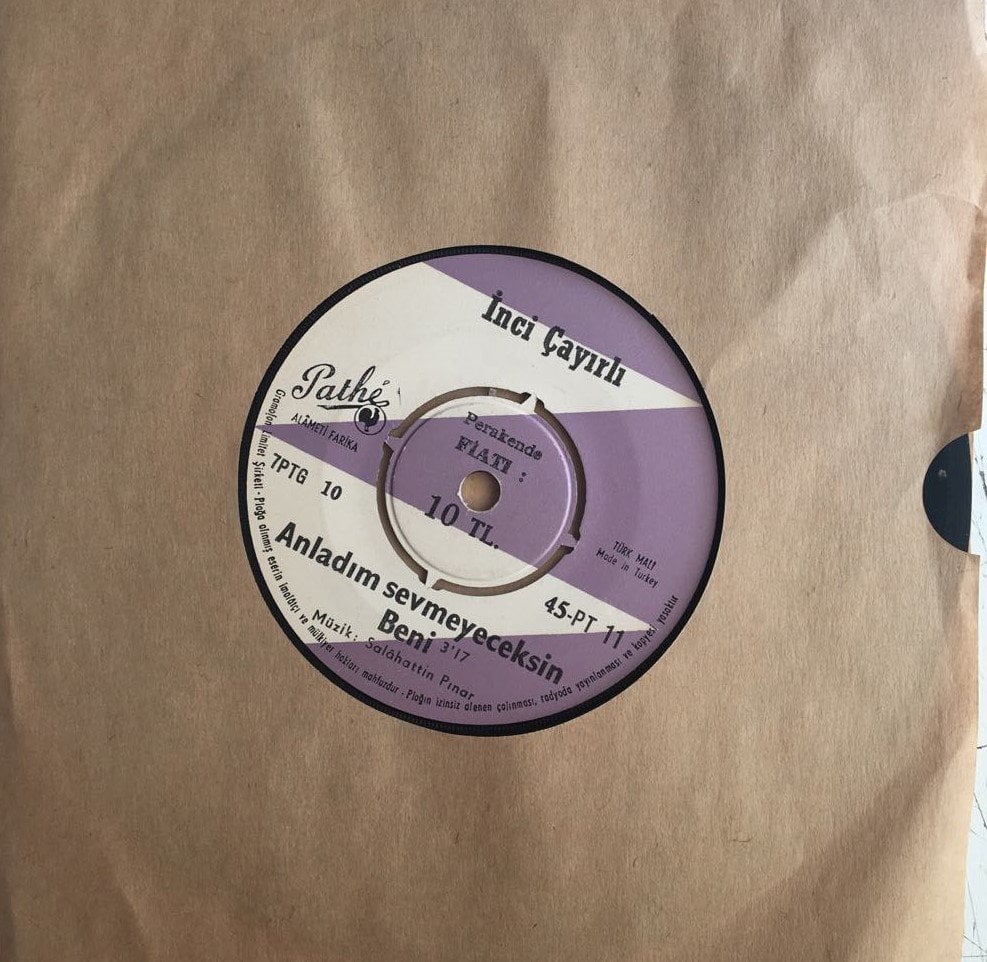 İnci Çayırlı
Pathé
ALÂMETİ FARİKA
Perakende
FİATI :
10 TL.
7PTG 10
TÜRK MALI
Made in Turkey
45-PT 11
Anladım sevmeyeceksin
Beni 3'17
Müzik: Salâhattin Pınar
Gramofon Limitet Şirketi - Plağa alınmış eserin imalâtçı ve mülkiyer hakları mahfuzdur - Plağın izinsiz alenen çalınması, radyoda yayınlanması ve kopyesi yasaktır